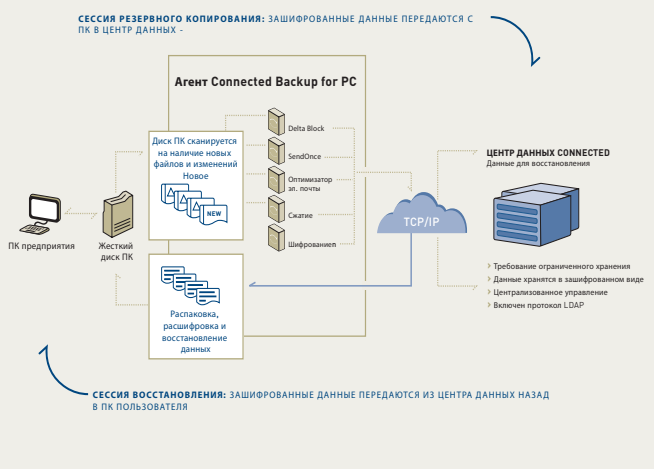 СЕССИЯ РЕЗЕРВНОГО КОПИРОВАНИЯ: ЗАШИФРОВАННЫЕ ДАННЫЕ ПЕРЕДАЮТСЯ С
ПК В ЦЕНТР ДАННЫХ -
Агент Connected Backup for PC
Диск ПК сканируется
на наличие новых
файлов и изменений
Новое
NEW
Delta Block
SendOnce
Оптимизатор
эл. почты
Сжатие
Шифрованиеп
ПК предприятия
Жесткий
диск ПК
TCP/IP
ЦЕНТР ДАННЫХ CONNECTED
Данные для восстановления
› Требование ограниченного хранения
› Данные хранятся в зашифрованном виде
› Централизованное управление
› Включен протокол LDAP
Распаковка,
расшифровка и
восстановление
данных
СЕССИЯ ВОССТАНОВЛЕНИЯ: ЗАШИФРОВАННЫЕ ДАННЫЕ ПЕРЕДАЮТСЯ ИЗ ЦЕНТРА ДАННЫХ НАЗАД
В ПК ПОЛЬЗОВАТЕЛЯ